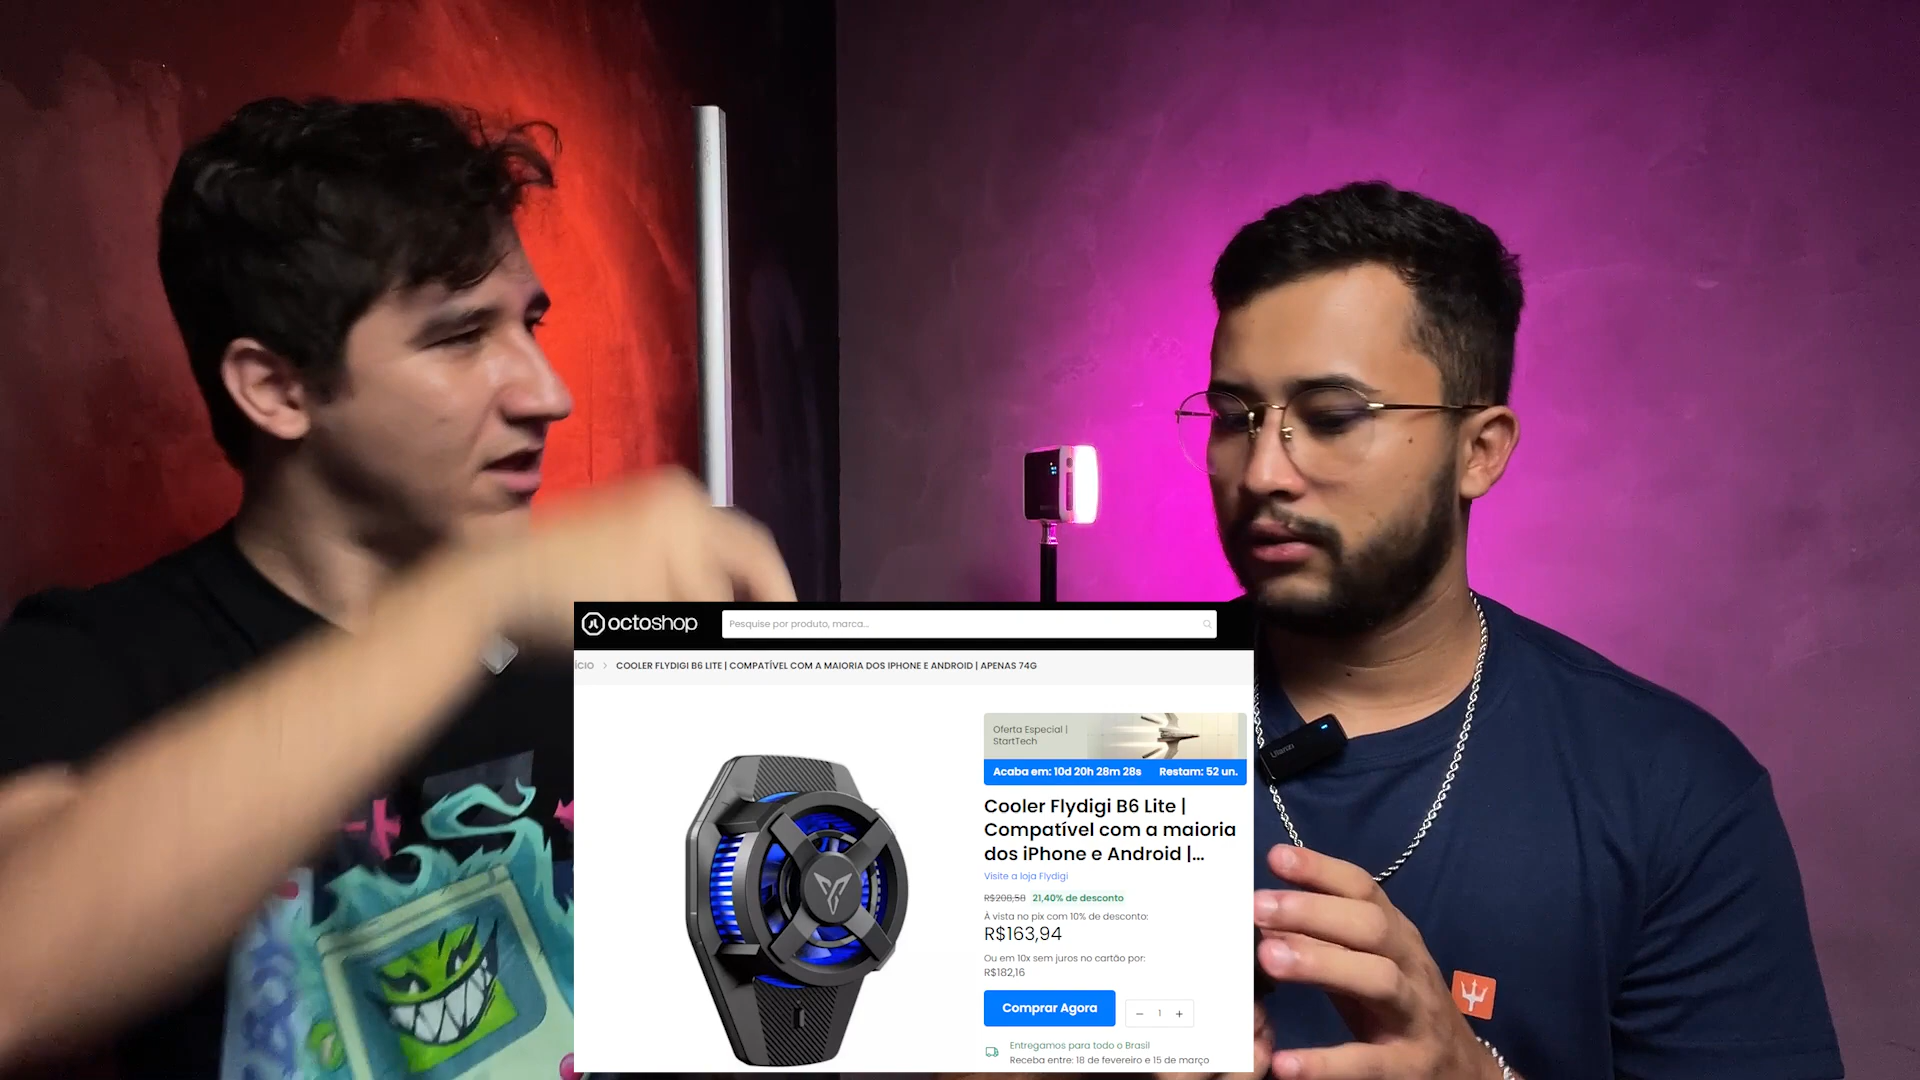 octoshop
Pesquise por produto, marca...
ÍCIO > COOLER FLYDIGI B6 LITE | COMPATÍVEL COM A MAIORIA DOS IPHONE E ANDROID | APENAS 74G
Oferta Especial |
StartTech
Acaba em: 10d 20h 28m 28s Restam: 52 un.
Cooler Flydigi B6 Lite |
Compatível com a maioria
dos iPhone e Android |...
Visite a loja Flydigi
R$208,58 21,40% de desconto
À vista no pix com 10% de desconto:
R$163,94
Ou em 10x sem juros no cartão por:
R$182,16
Comprar Agora
− 1 +
Entregamos para todo o Brasil
Receba entre: 18 de fevereiro e 15 de março
Ulanzi